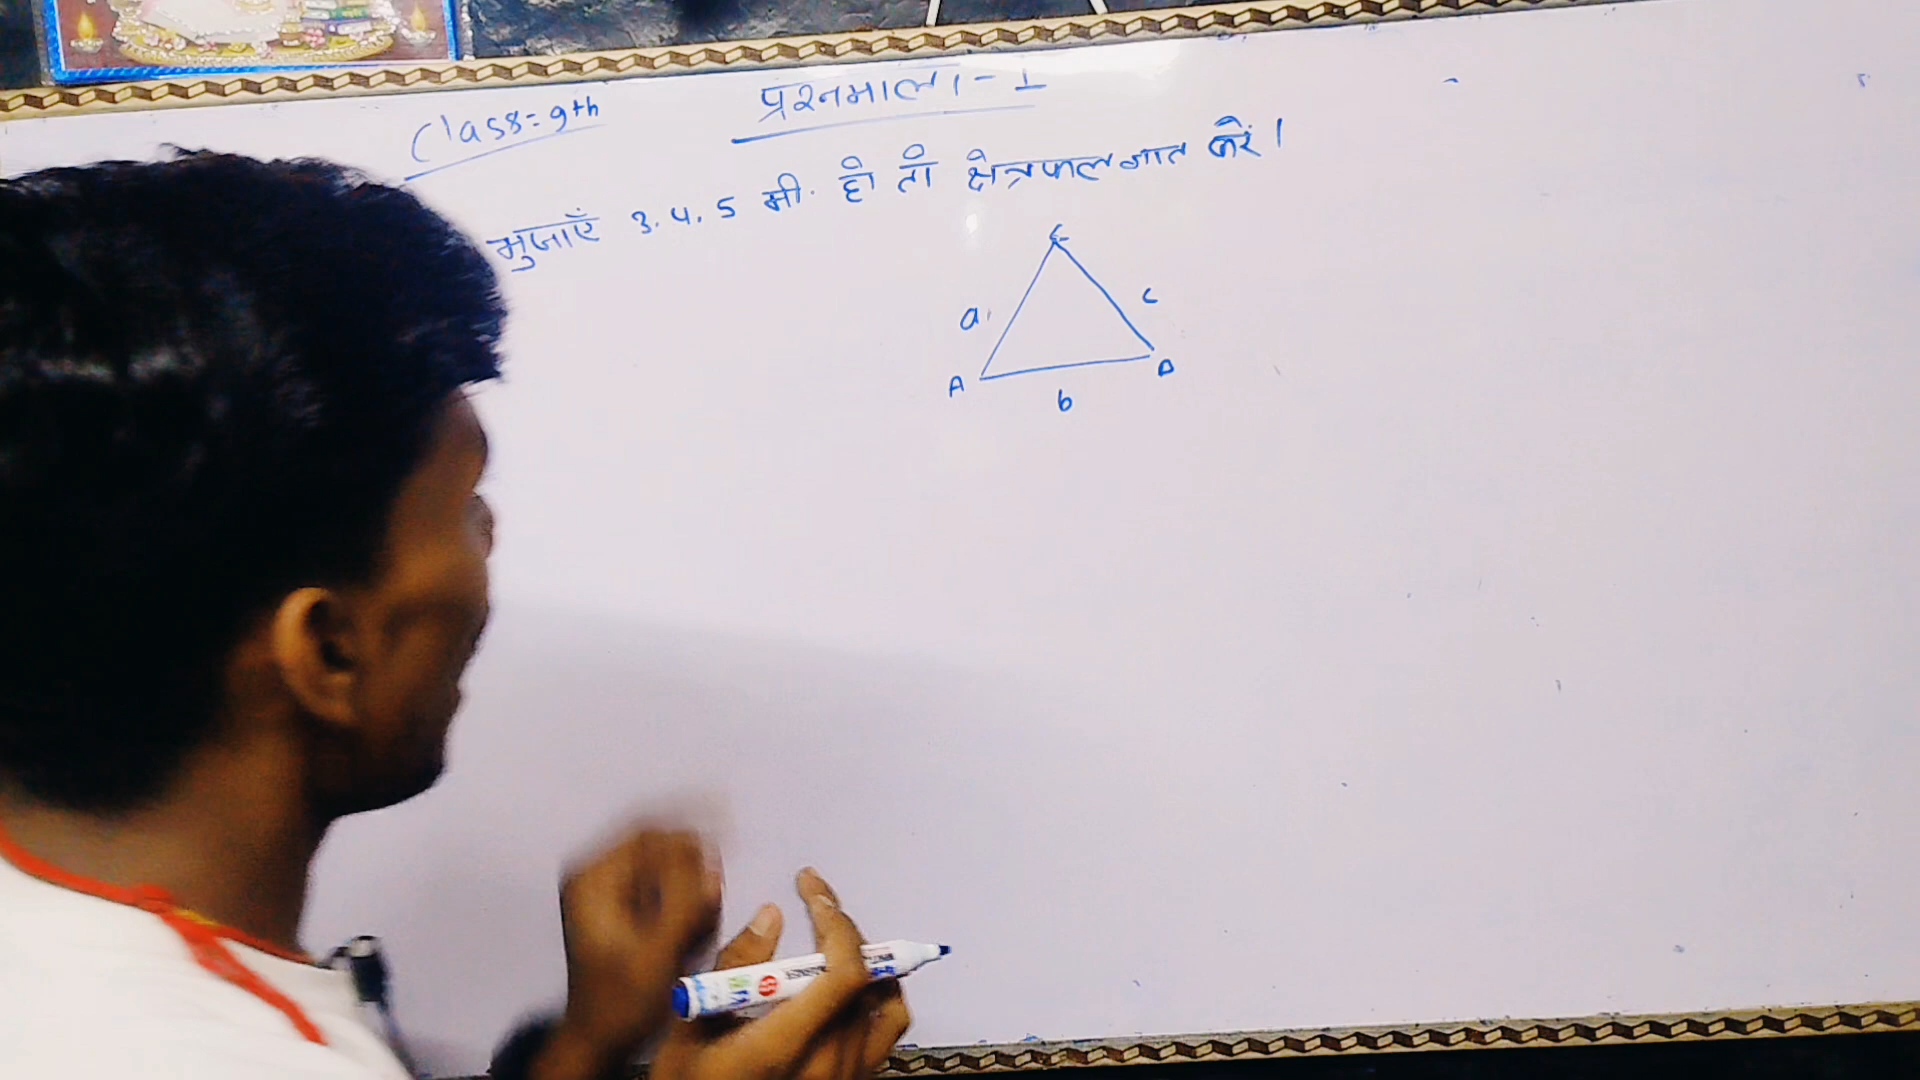 Class=9th
प्रश्नमाला-1
भुजाएँ 3.4.5 मी. हो तो क्षेत्रफल ज्ञात करें।
a
c
A
b